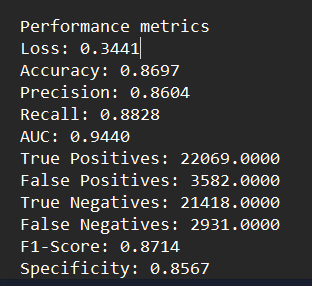 Performance metrics
Loss: 0.3441
Accuracy: 0.8697
Precision: 0.8604
Recall: 0.8828
AUC: 0.9440
True Positives: 22069.0000
False Positives: 3582.0000
True Negatives: 21418.0000
False Negatives: 2931.0000
F1-Score: 0.8714
Specificity: 0.8567